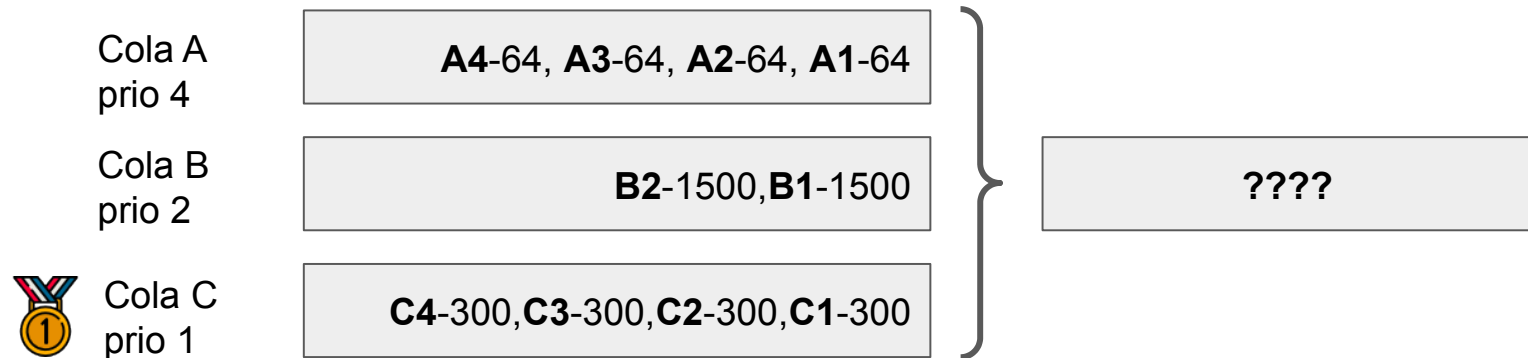 Cola A
prio 4
A4-64, A3-64, A2-64, A1-64
Cola B
prio 2
B2-1500,B1-1500
????
1
Cola C
prio 1
C4-300,C3-300,C2-300,C1-300